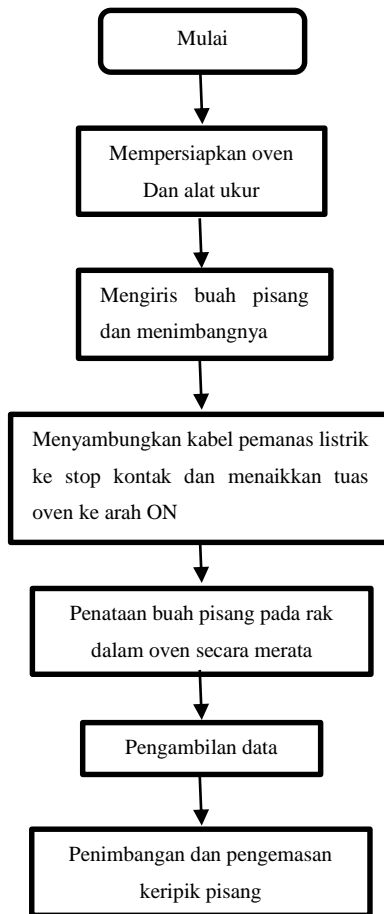 Mulai
Mempersiapkan oven
Dan alat ukur
Mengiris buah pisang
dan menimbangnya
Menyambungkan kabel pemanas listrik
ke stop kontak dan menaikkan tuas
oven ke arah ON
Penataan buah pisang pada rak
dalam oven secara merata
Pengambilan data
Penimbangan dan pengemasan
keripik pisang